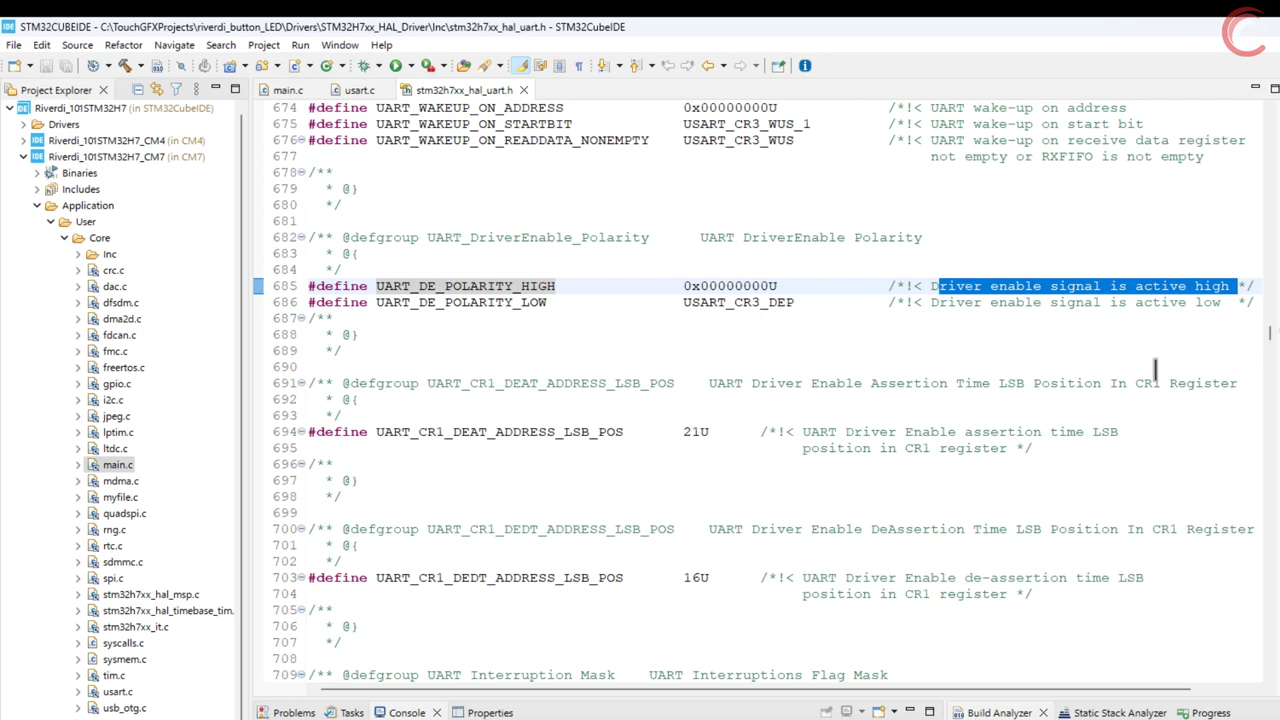 IDE STM32CUBEIDE - C:\TouchGFXProjects\riverdi_button_LED\Drivers\STM32H7xx_HAL_Driver\Inc\stm32h7xx_hal_uart.h - STM32CubeIDE
File Edit Source Refactor Navigate Search Project Run Window Help
Project Explorer
main.c usart.c stm32h7xx_hal_uart.h
Riverdi_101STM32H7 (in STM32CubeIDE)
Drivers
Riverdi_101STM32H7_CM4 (in CM4)
Riverdi_101STM32H7_CM7 (in CM7)
Binaries
Includes
Application
User
Core
Inc
crc.c
dac.c
dfsdm.c
dma2d.c
fdcan.c
fmc.c
freertos.c
gpio.c
i2c.c
jpeg.c
lptim.c
ltdc.c
main.c
mdma.c
myfile.c
quadspi.c
rng.c
rtc.c
sdmmc.c
spi.c
stm32h7xx_hal_msp.c
stm32h7xx_hal_timebase_tim.
stm32h7xx_it.c
syscalls.c
sysmem.c
tim.c
usart.c
usb_otg.c
674 #define UART_WAKEUP_ON_ADDRESS 0x00000000U /*!< UART wake-up on address
675 #define UART_WAKEUP_ON_STARTBIT USART_CR3_WUS_1 /*!< UART wake-up on start bit
676 #define UART_WAKEUP_ON_READDATA_NONEMPTY USART_CR3_WUS /*!< UART wake-up on receive data register
677 not empty or RXFIFO is not empty
678 /**
679 * @}
680 */
681
682 /** @defgroup UART_DriverEnable_Polarity UART DriverEnable Polarity
683 * @{
684 */
685 #define UART_DE_POLARITY_HIGH 0x00000000U /*!< Driver enable signal is active high */
686 #define UART_DE_POLARITY_LOW USART_CR3_DEP /*!< Driver enable signal is active low */
687 /**
688 * @}
689 */
690
691 /** @defgroup UART_CR1_DEAT_ADDRESS_LSB_POS UART Driver Enable Assertion Time LSB Position In CR1 Register
692 * @{
693 */
694 #define UART_CR1_DEAT_ADDRESS_LSB_POS 21U /*!< UART Driver Enable assertion time LSB
695 position in CR1 register */
696 /**
697 * @}
698 */
699
700 /** @defgroup UART_CR1_DEDT_ADDRESS_LSB_POS UART Driver Enable DeAssertion Time LSB Position In CR1 Register
701 * @{
702 */
703 #define UART_CR1_DEDT_ADDRESS_LSB_POS 16U /*!< UART Driver Enable de-assertion time LSB
704 position in CR1 register */
705 /**
706 * @}
707 */
708
709 /** @defgroup UART Interruption Mask UART Interruptions Flag Mask
Problems Tasks Console Properties
Build Analyzer Static Stack Analyzer Progress